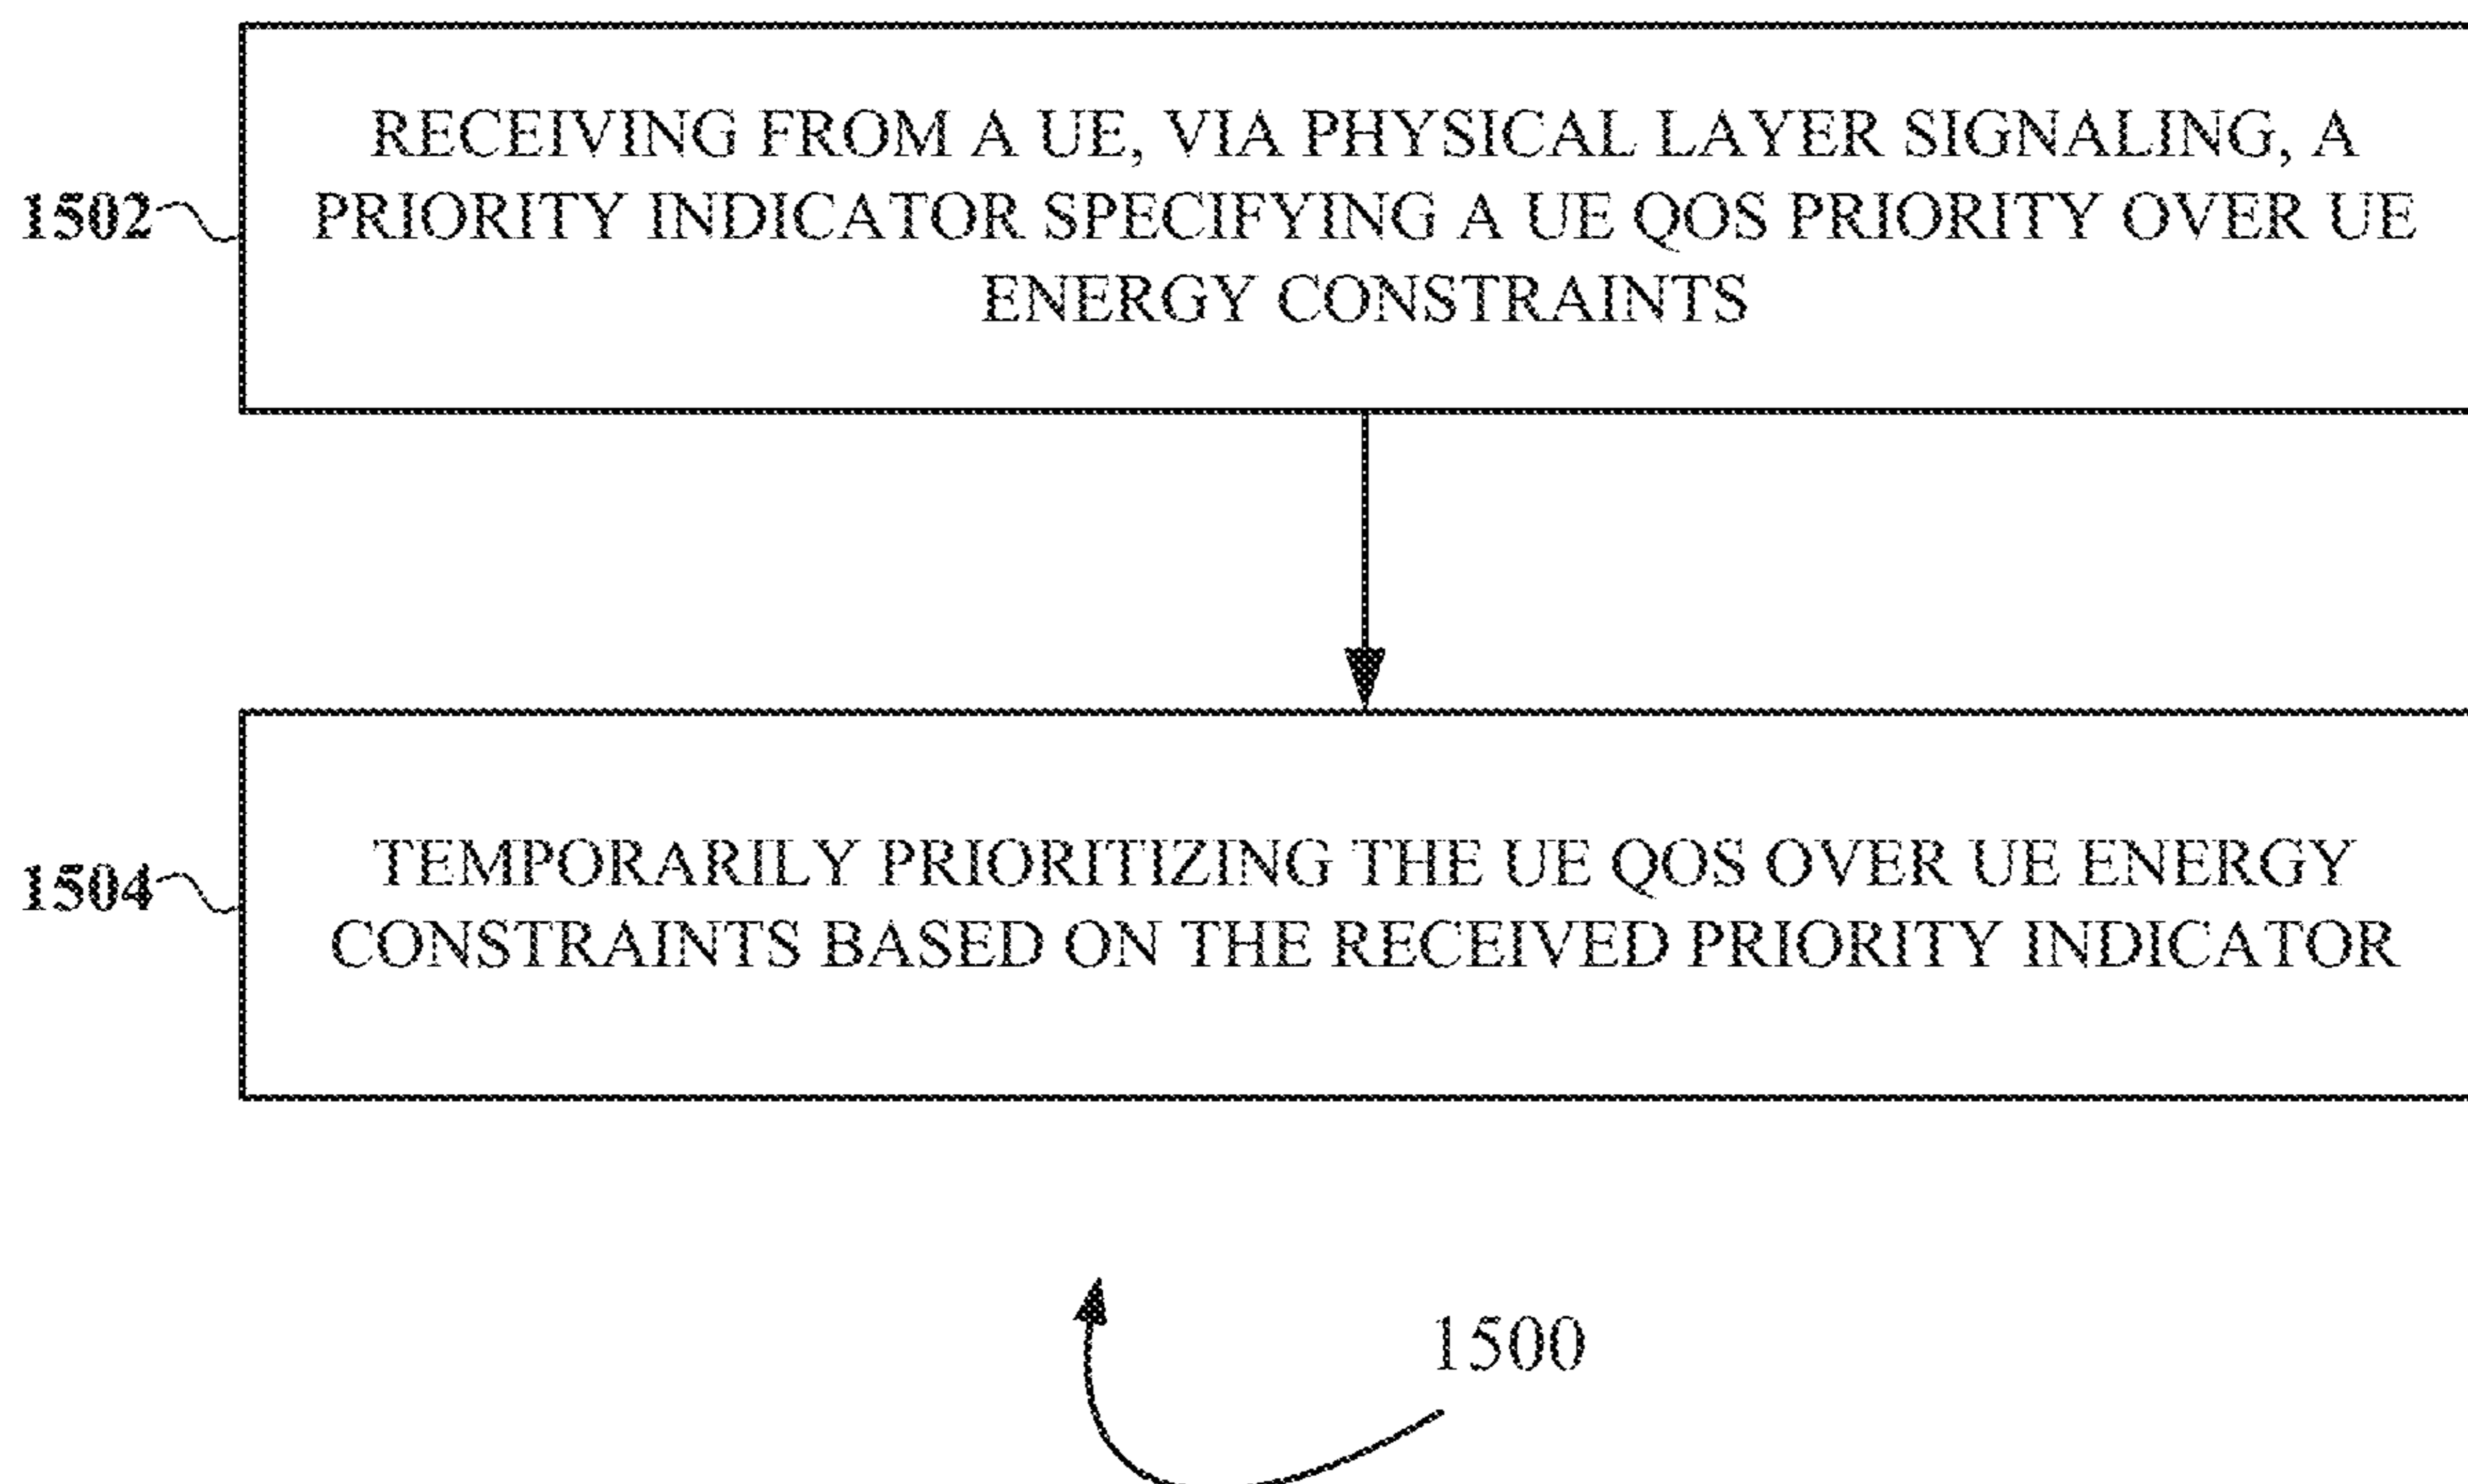 RECEIVING FROM A UE, VIA PHYSICAL LAYER SIGNALING, A
1502
PRIORITY INDICATOR SPECIFYING A UE QOS PRIORITY OVER UE
ENERGY CONSTRAINTS
TEMPORARILY PRIORITIZING THE UE QOS OVER UE ENERGY
1504
CONSTRAINTS BASED ON THE RECEIVED PRIORITY INDICATOR
1500